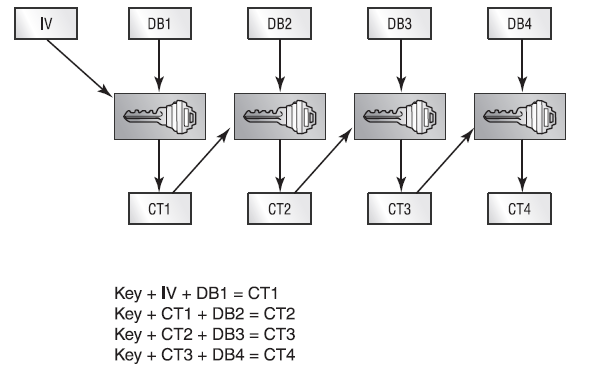 IV DB1 DB2 DB3 DB4
CT1 CT2 CT3 CT4
Key + IV + DB1 = CT1
Key + CT1 + DB2 = CT2
Key + CT2 + DB3 = CT3
Key + CT3 + DB4 = CT4